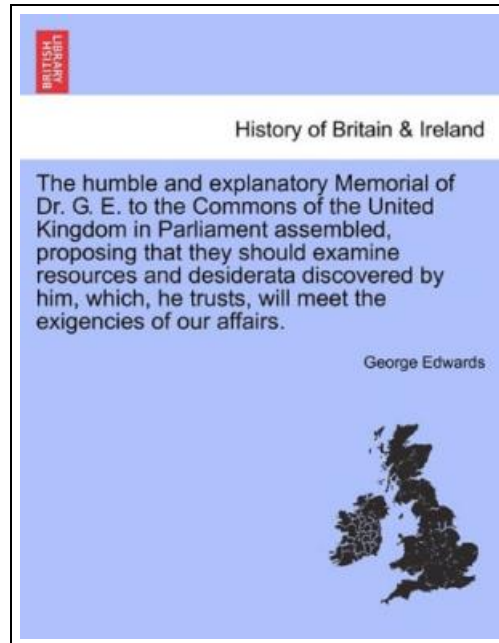 BRITISH
LIBRARY
History of Britain & Ireland
The humble and explanatory Memorial of
Dr. G. E. to the Commons of the United
Kingdom in Parliament assembled,
proposing that they should examine
resources and desiderata discovered by
him, which, he trusts, will meet the
exigencies of our affairs.
George Edwards